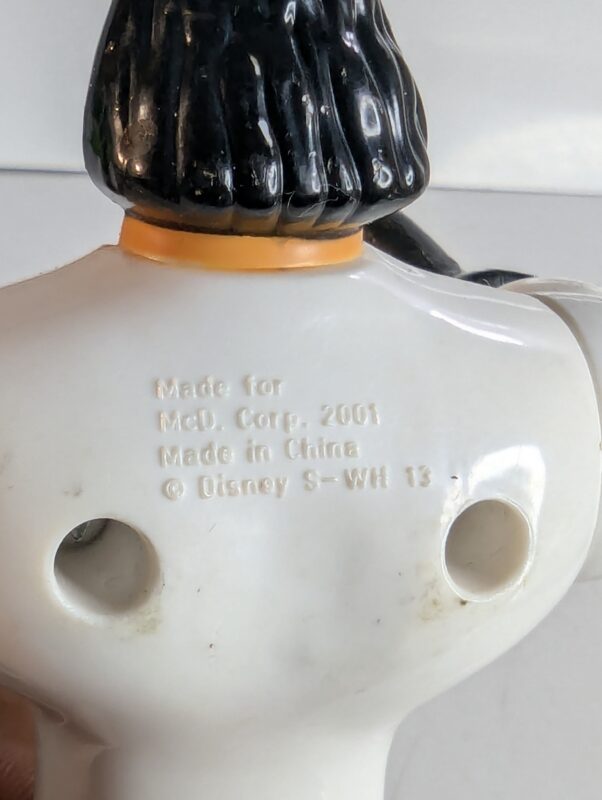 Made for
McD. Corp. 2001
Made in China
© Disney S-WH 13